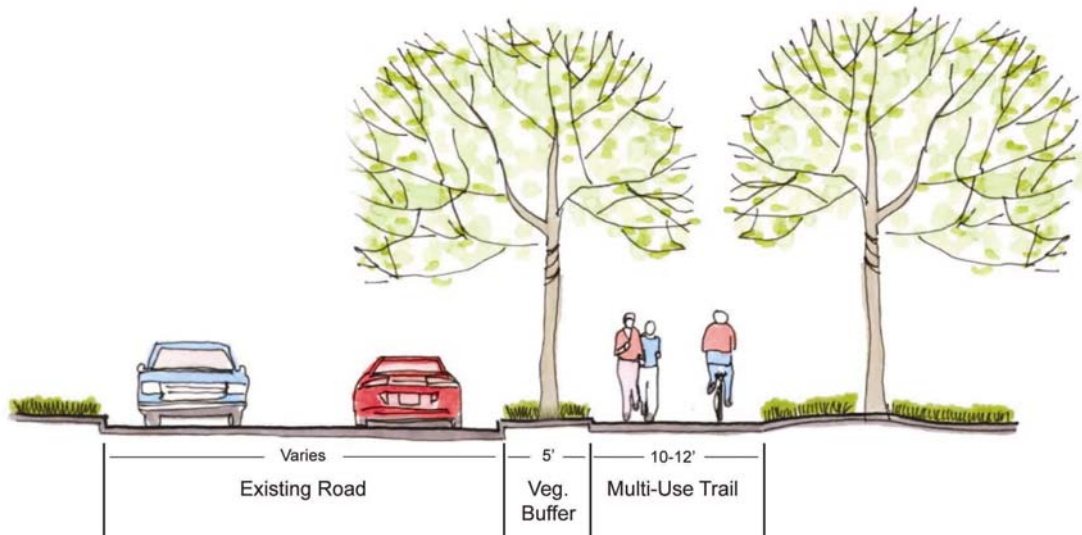 Varies
Existing Road
5'
Veg.
Buffer
10-12'
Multi-Use Trail